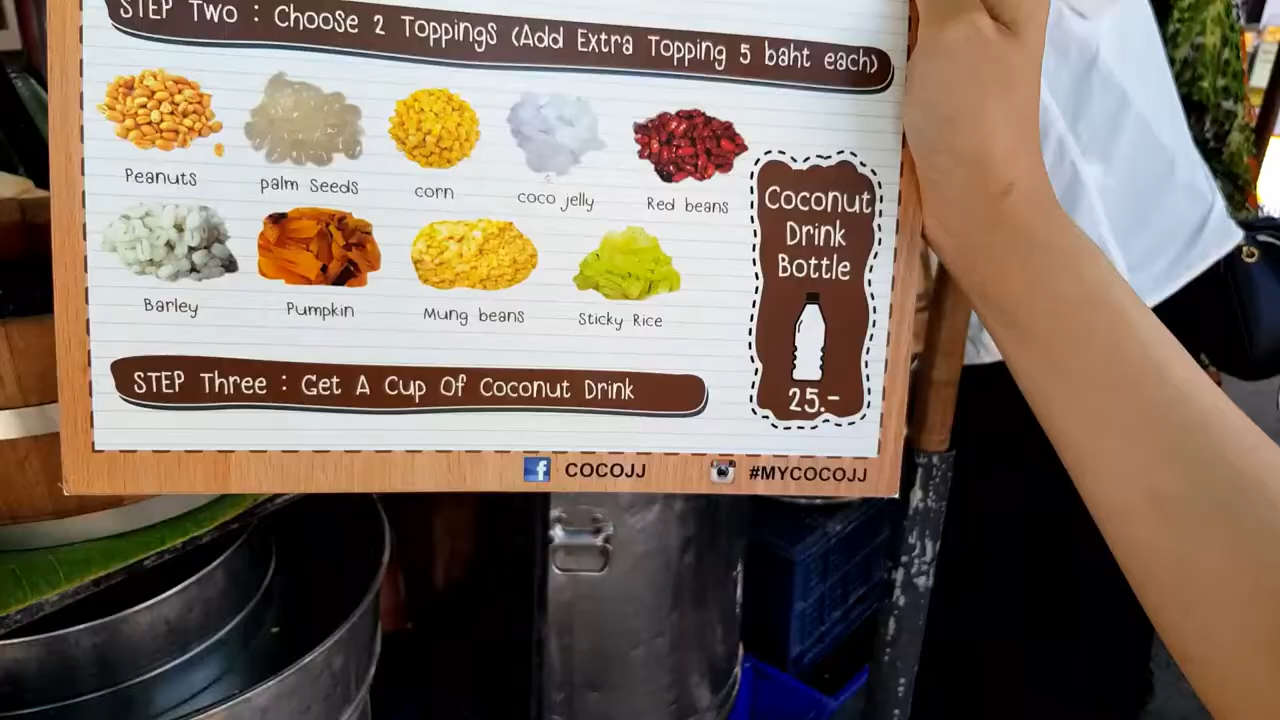 STEP Two : Choose 2 Toppings (Add Extra Topping 5 baht each)
Peanuts
palm Seeds
corn
coco jelly
Red beans
Barley
Pumpkin
Mung beans
Sticky Rice
Coconut
Drink
Bottle
25.-
STEP Three : Get A Cup Of Coconut Drink
f COCOJJ
#MYCOCOJJ